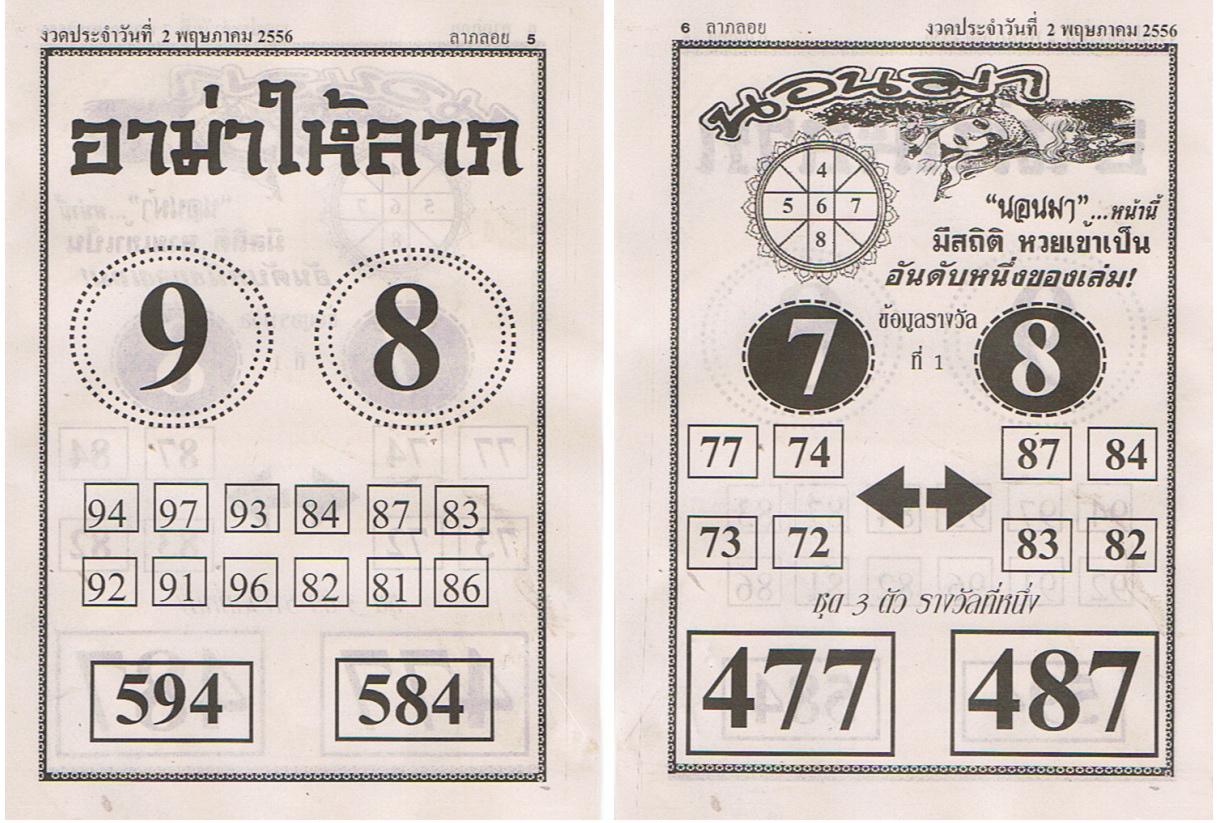 งวดประจำวันที่ 2 พฤษภาคม 2556 ลาภลอย 5
อาม่าให้ลาภ
9 8
94 97 93 84 87 83
92 91 96 82 81 86
594 584
6 ลาภลอย งวดประจำวันที่ 2 พฤษภาคม 2556
นอนมา
4
5 6 7
8
“นอนมา”...หน้านี้
มีสถิติ หวยเข้าเป็น
อันดับหนึ่งของเล่ม!
7 ข้อมูลรางวัล 8
ที่ 1
77 74 87 84
73 72 83 82
ชุด 3 ตัว รางวัลที่หนึ่ง
477 487